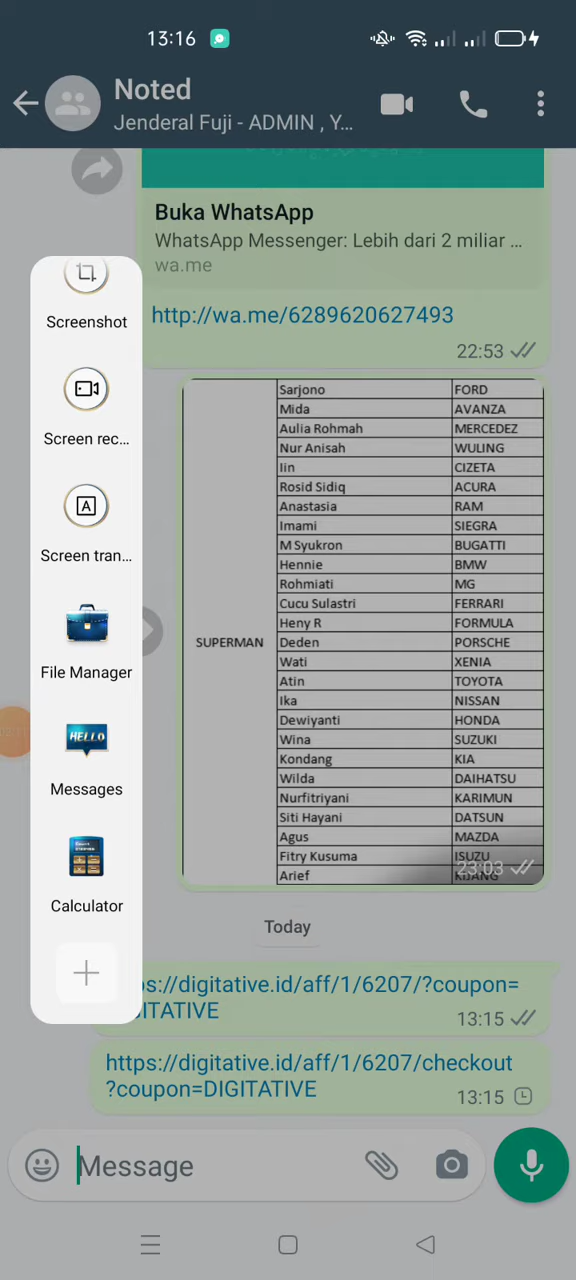 13:16
Noted
Jenderal Fuji - ADMIN , Y...
Buka WhatsApp
WhatsApp Messenger: Lebih dari 2 miliar ...
wa.me
http://wa.me/6289620627493
22:53
Screenshot
Screen rec...
Screen tran...
File Manager
HELLO
Messages
Calculator
SUPERMAN
Sarjono FORD
Mida AVANZA
Aulia Rohmah MERCEDEZ
Nur Anisah WULING
Iin CIZETA
Rosid Sidiq ACURA
Anastasia RAM
Imami SIEGRA
M Syukron BUGATTI
Hennie BMW
Rohmiati MG
Cucu Sulastri FERRARI
Heny R FORMULA
Deden PORSCHE
Wati XENIA
Atin TOYOTA
Ika NISSAN
Dewiyanti HONDA
Wina SUZUKI
Kondang KIA
Wilda DAIHATSU
Nurfitriyani KARIMUN
Siti Hayani DATSUN
Agus MAZDA
Fitry Kusuma ISUZU
Arief KIJANG
23:03
Today
ps://digitative.id/aff/1/6207/?coupon=
ITATIVE
13:15
https://digitative.id/aff/1/6207/checkout
?coupon=DIGITATIVE
13:15
Message